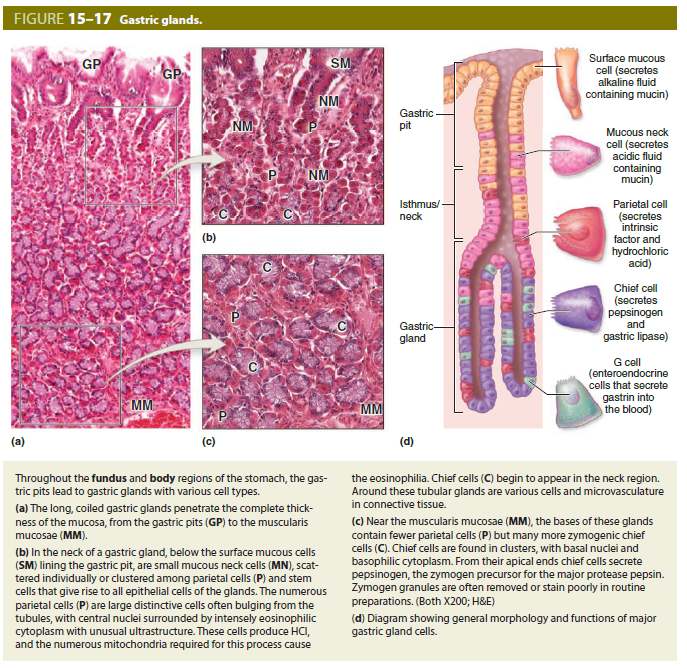 FIGURE 15–17 Gastric glands.
GP
GP
MM
(a)
SM
NM
NM
P
P
NM
C
C
(b)
C
P
C
C
P
MM
(c)
Gastric
pit
Isthmus/
neck
Gastric
gland
(d)
Surface mucous
cell (secretes
alkaline fluid
containing mucin)
Mucous neck
cell (secretes
acidic fluid
containing
mucin)
Parietal cell
(secretes
intrinsic
factor and
hydrochloric
acid)
Chief cell
(secretes
pepsinogen
and
gastric lipase)
G cell
(enteroendocrine
cells that secrete
gastrin into
the blood)
Throughout the fundus and body regions of the stomach, the gas-
tric pits lead to gastric glands with various cell types.
(a) The long, coiled gastric glands penetrate the complete thick-
ness of the mucosa, from the gastric pits (GP) to the muscularis
mucosae (MM).
(b) In the neck of a gastric gland, below the surface mucous cells
(SM) lining the gastric pit, are small mucous neck cells (MN), scat-
tered individually or clustered among parietal cells (P) and stem
cells that give rise to all epithelial cells of the glands. The numerous
parietal cells (P) are large distinctive cells often bulging from the
tubules, with central nuclei surrounded by intensely eosinophilic
cytoplasm with unusual ultrastructure. These cells produce HCl,
and the numerous mitochondria required for this process cause
the eosinophilia. Chief cells (C) begin to appear in the neck region.
Around these tubular glands are various cells and microvasculature
in connective tissue.
(c) Near the muscularis mucosae (MM), the bases of these glands
contain fewer parietal cells (P) but many more zymogenic chief
cells (C). Chief cells are found in clusters, with basal nuclei and
basophilic cytoplasm. From their apical ends chief cells secrete
pepsinogen, the zymogen precursor for the major protease pepsin.
Zymogen granules are often removed or stain poorly in routine
preparations. (Both X200; H&E)
(d) Diagram showing general morphology and functions of major
gastric gland cells.